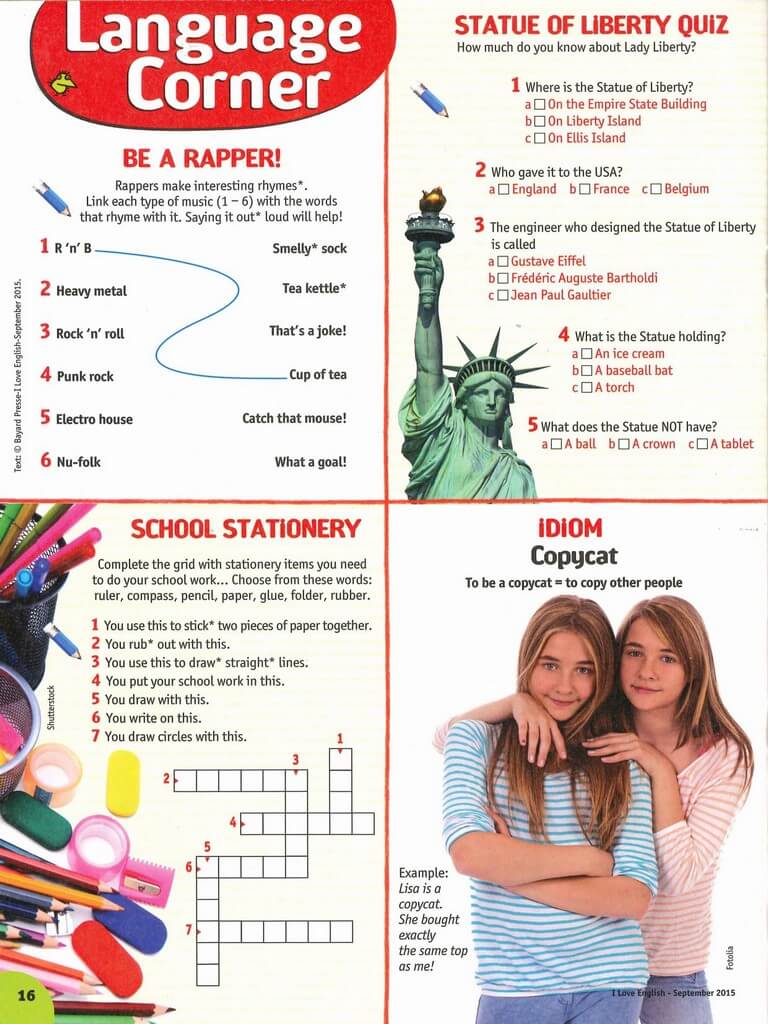 Language
Corner
BE A RAPPER!
Rappers make interesting rhymes*.
Link each type of music (1 – 6) with the words
that rhyme with it. Saying it out* loud will help!
1 R 'n' B
Smelly* sock
2 Heavy metal
Tea kettle*
3 Rock 'n' roll
That's a joke!
4 Punk rock
Cup of tea
5 Electro house
Catch that mouse!
6 Nu-folk
What a goal!
Text: © Bayard Presse-I Love English-September 2015.
STATUE OF LIBERTY QUIZ
How much do you know about Lady Liberty?
1 Where is the Statue of Liberty?
a On the Empire State Building
b On Liberty Island
c On Ellis Island
2 Who gave it to the USA?
a England b France c Belgium
3 The engineer who designed the Statue of Liberty
is called
a Gustave Eiffel
b Frédéric Auguste Bartholdi
c Jean Paul Gaultier
4 What is the Statue holding?
a An ice cream
b A baseball bat
c A torch
5 What does the Statue NOT have?
a A ball b A crown c A tablet
SCHOOL STATIONERY
Complete the grid with stationery items you need
to do your school work... Choose from these words:
ruler, compass, pencil, paper, glue, folder, rubber.
1 You use this to stick* two pieces of paper together.
2 You rub* out with this.
3 You use this to draw* straight* lines.
4 You put your school work in this.
5 You draw with this.
6 You write on this.
7 You draw circles with this.
Shutterstock
1
3
2
4
5
6
7
16
IDIOM
Copycat
To be a copycat = to copy other people
Example:
Lisa is a
copycat.
She bought
exactly
the same top
as me!
Fotolia
I Love English - September 2015